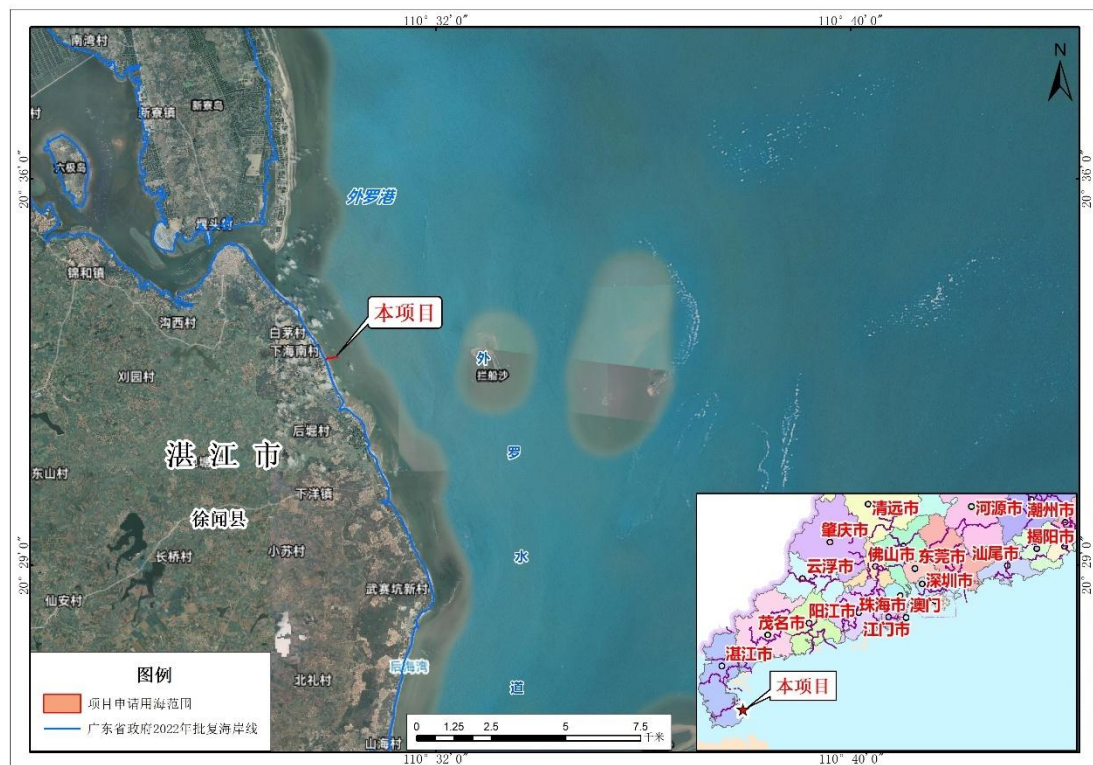 110° 32′ 0″
110° 40′ 0″
N
南湾村
新寮镇
新寮岛
村
六极岛
20° 36′ 0″
20° 36′ 0″
外罗港
锦和镇
沟西村
本项目
白茅村
下海南村
外
拦船沙
刈园村
后堀村
罗
湛江市
东山村
下洋镇
徐闻县
水
长桥村
小苏村
20° 29′ 0″
20° 29′ 0″
仙安村
武赛坑新村
后海湾
北礼村
道
山海村
图例
项目申请用海范围
广东省政府2022年批复海岸线
0 1.25 2.5 5 7.5
千米
清远市
河源市
潮州市
肇庆市
揭阳市
佛山市
东莞市
汕尾市
云浮市
深圳市
阳江市
珠海市
澳门
茂名市
江门市
湛江市
本项目
110° 32′ 0″
110° 40′ 0″